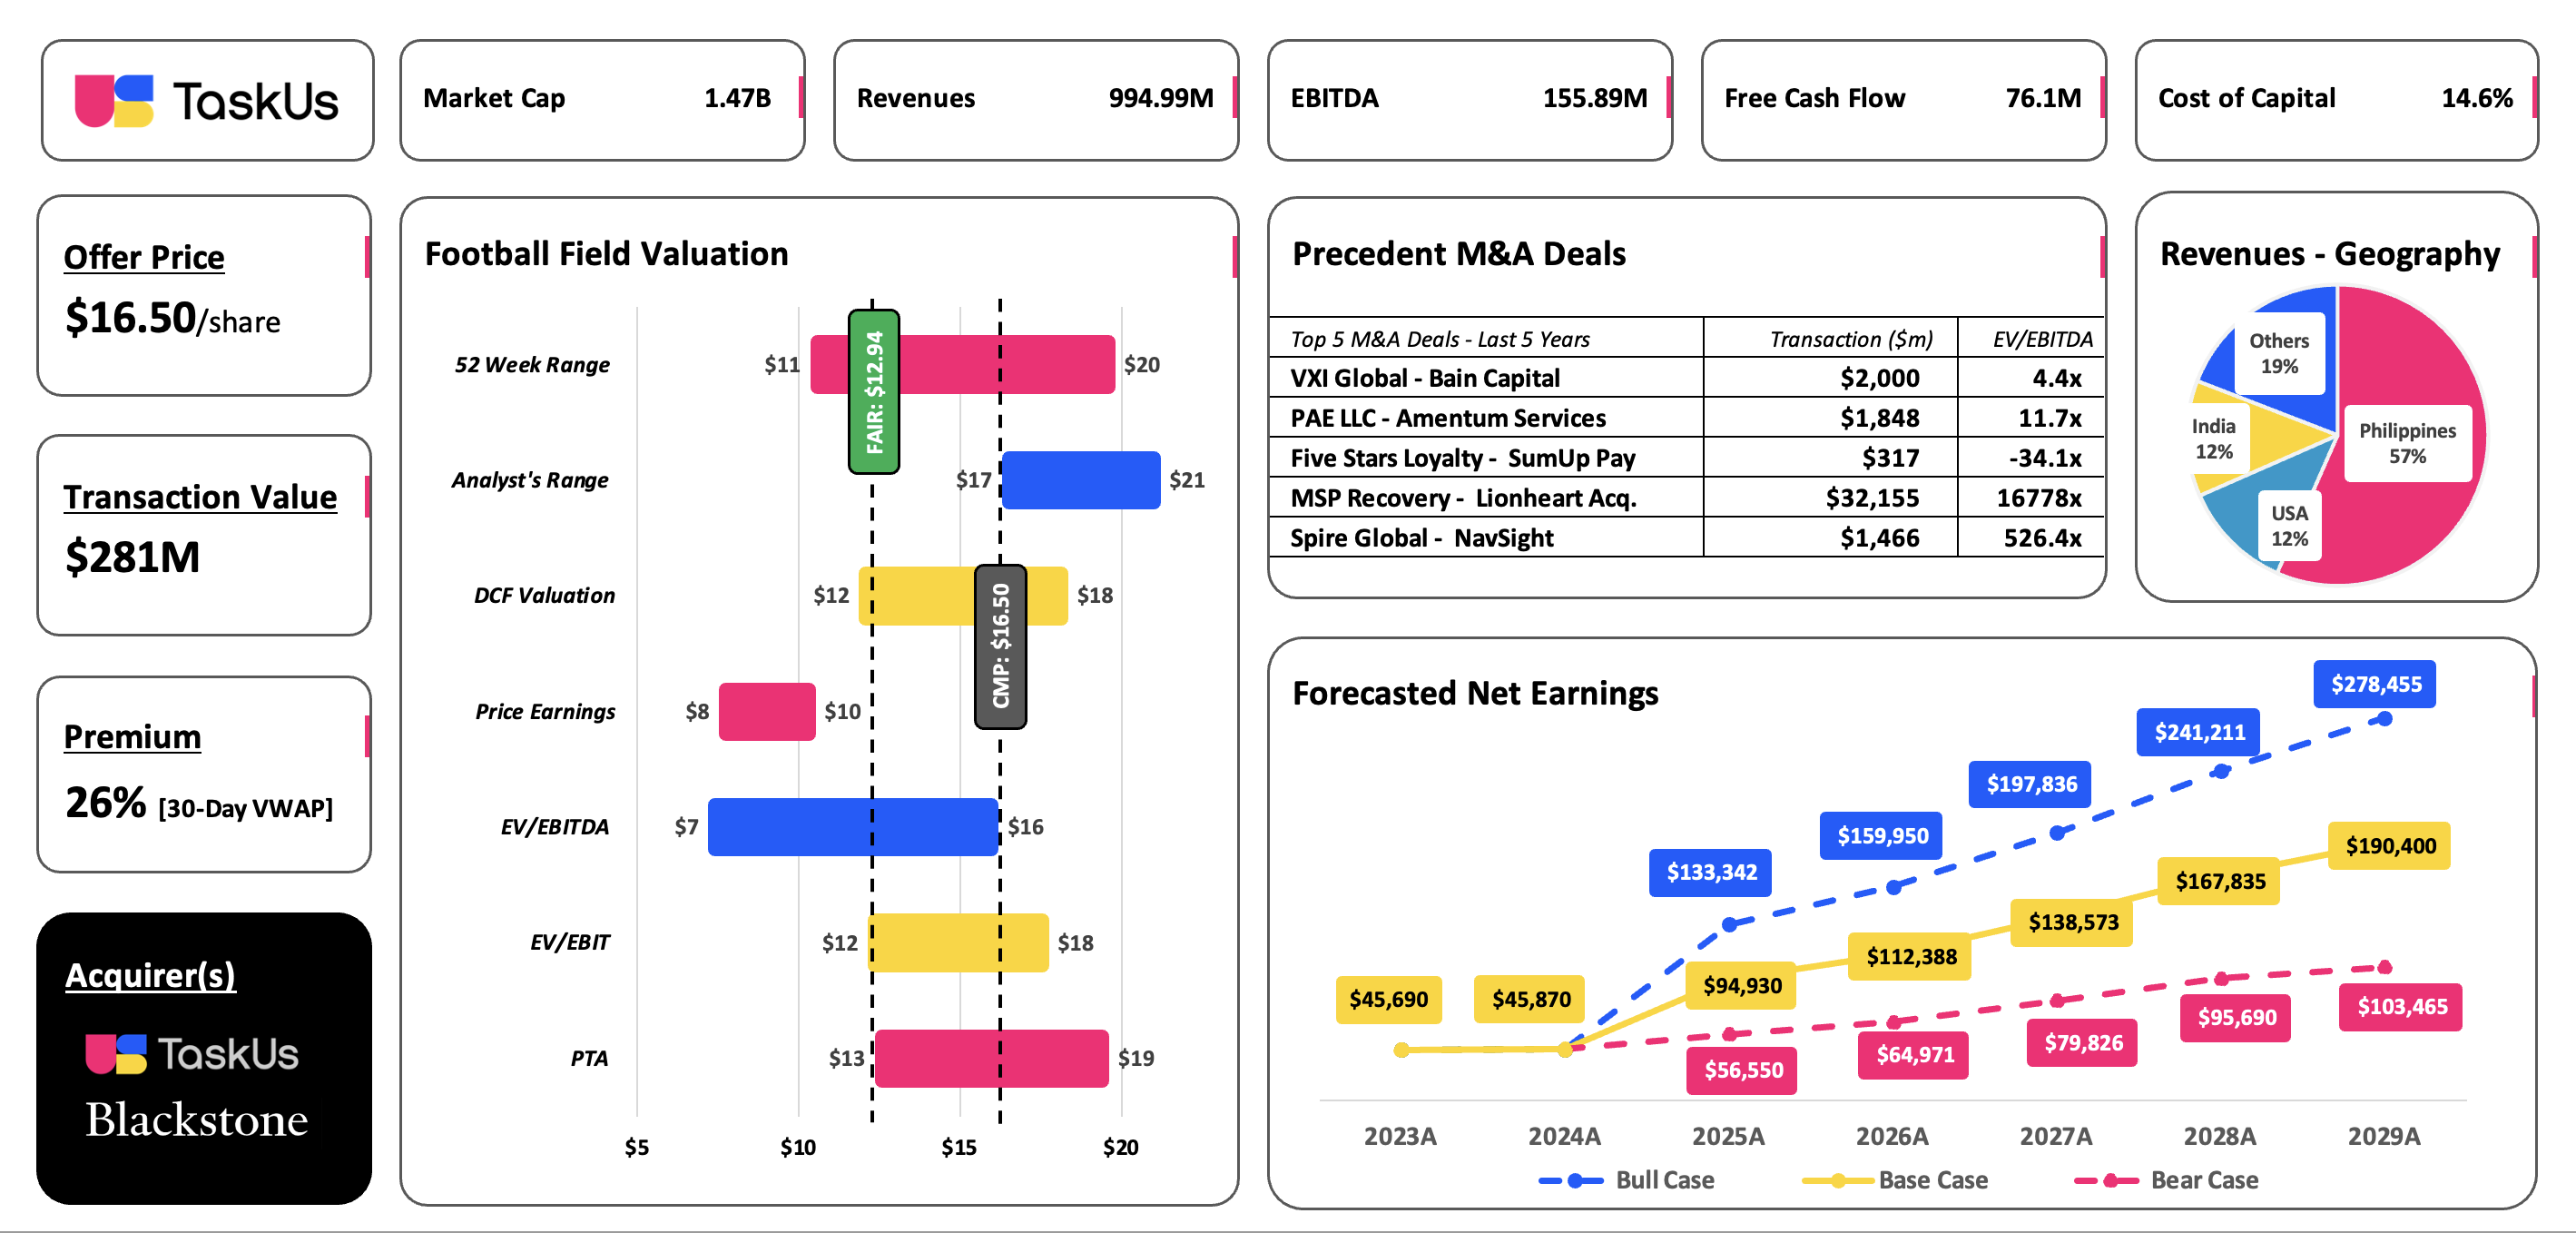 TaskUs
Market Cap 1.47B
Revenues 994.99M
EBITDA 155.89M
Free Cash Flow 76.1M
Cost of Capital 14.6%
Offer Price
$16.50/share
Transaction Value
$281M
Premium
26% [30-Day VWAP]
Acquirer(s)
TaskUs
Blackstone
Football Field Valuation
FAIR: $12.94
CMP: $16.50
52 Week Range $11 $20
Analyst's Range $17 $21
DCF Valuation $12 $18
Price Earnings $8 $10
EV/EBITDA $7 $16
EV/EBIT $12 $18
PTA $13 $19
$5 $10 $15 $20
Precedent M&A Deals
Top 5 M&A Deals - Last 5 Years Transaction ($m) EV/EBITDA
VXI Global - Bain Capital $2,000 4.4x
PAE LLC - Amentum Services $1,848 11.7x
Five Stars Loyalty - SumUp Pay $317 -34.1x
MSP Recovery - Lionheart Acq. $32,155 16778x
Spire Global - NavSight $1,466 526.4x
Revenues - Geography
Others
19%
Philippines
57%
India
12%
USA
12%
Forecasted Net Earnings
$133,342 $159,950 $197,836 $241,211 $278,455
$45,690 $45,870 $94,930 $112,388 $138,573 $167,835 $190,400
$56,550 $64,971 $79,826 $95,690 $103,465
2023A 2024A 2025A 2026A 2027A 2028A 2029A
Bull Case Base Case Bear Case